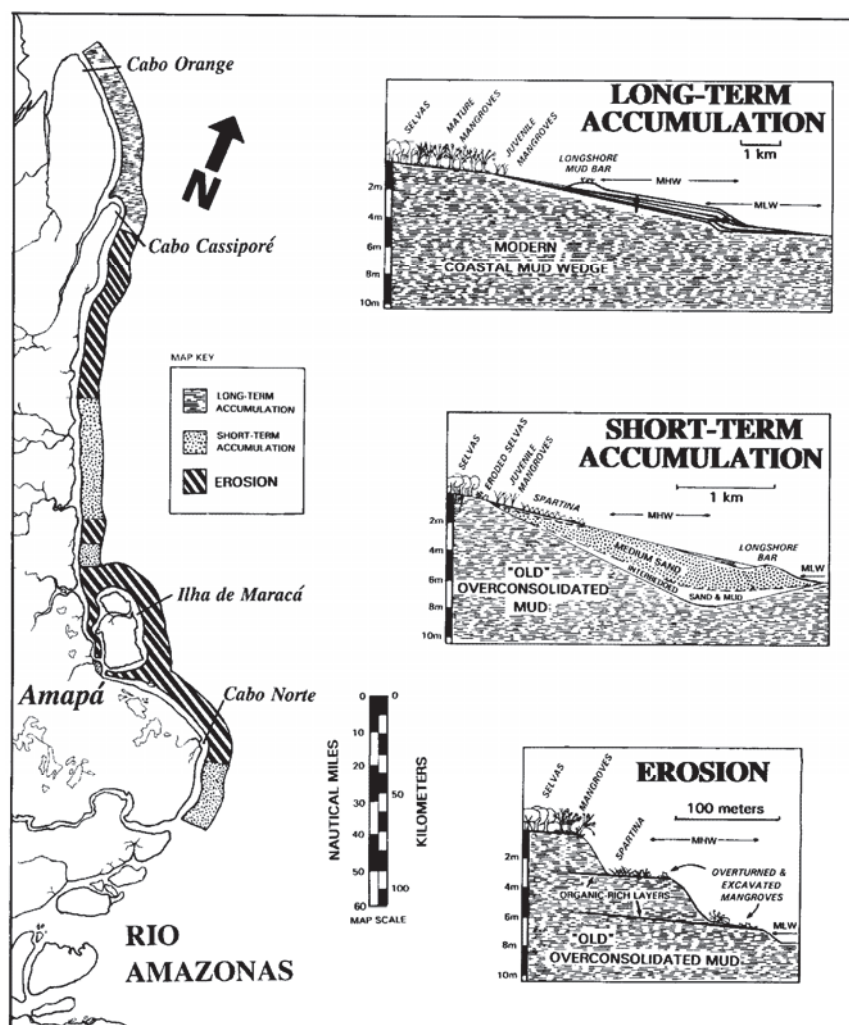 Cabo Orange
N
Cabo Cassiporé
MAP KEY
LONG-TERM
ACCUMULATION
SHORT-TERM
ACCUMULATION
EROSION
Ilha de Maracá
Amapá
Cabo Norte
RIO
AMAZONAS
NAUTICAL MILES
0
10
20
30
40
50
60
0
50
100
KILOMETERS
MAP SCALE
LONG-TERM
ACCUMULATION
1 km
SELVAS
MATURE
MANGROVES
JUVENILE
MANGROVES
LONGSHORE
MUD BAR
MHW
MLW
2m
4m
6m
8m
10m
MODERN
COASTAL MUD WEDGE
SHORT-TERM
ACCUMULATION
1 km
SELVAS
ERODED SELVAS
JUVENILE
MANGROVES
SPARTINA
MHW
LONGSHORE
BAR
MLW
2m
4m
6m
8m
10m
MEDIUM SAND
INTERBEDDED
SAND & MUD
"OLD"
OVERCONSOLIDATED
MUD
EROSION
100 meters
SELVAS
MANGROVES
SPARTINA
MHW
OVERTURNED &
EXCAVATED
MANGROVES
MLW
2m
4m
6m
8m
10m
ORGANIC-RICH LAYERS
"OLD"
OVERCONSOLIDATED MUD